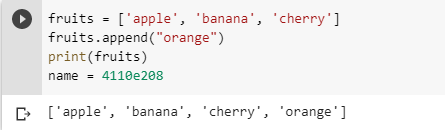 fruits = ['apple', 'banana', 'cherry']
fruits.append("orange")
print(fruits)
name = 4110e208
['apple', 'banana', 'cherry', 'orange']